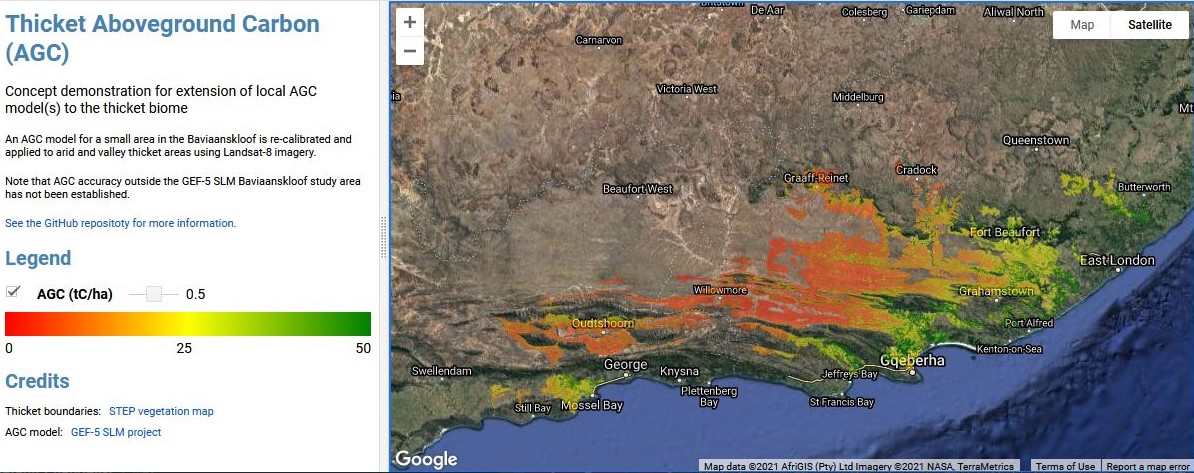 Thicket Aboveground Carbon
(AGC)
Concept demonstration for extension of local AGC
model(s) to the thicket biome
An AGC model for a small area in the Baviaanskloof is re-calibrated and
applied to arid and valley thicket areas using Landsat-8 imagery.
Note that AGC accuracy outside the GEF-5 SLM Baviaanskloof study area
has not been established.
See the GitHub repositoty for more information.
Legend
AGC (tC/ha)
0.5
0 25 50
Credits
Thicket boundaries: STEP vegetation map
AGC model: GEF-5 SLM project
+
−
Map Satellite
De Aar
Colesberg
Gariepdam
Aliwal North
Carnarvon
Victoria West
Middelburg
Mt
Queenstown
Cradock
Graaff-Reinet
Beaufort West
Butterworth
Fort Beaufort
East London
Willowmore
Grahamstown
Oudtshoorn
Port Alfred
Kenton-on-Sea
Gqeberha
George
Knysna
Swellendam
Jeffreys Bay
Plettenberg
Bay
St Francis Bay
Still Bay
Mossel Bay
Google
Map data ©2021 AfriGIS (Pty) Ltd Imagery ©2021 NASA, TerraMetrics
Terms of Use
Report a map error